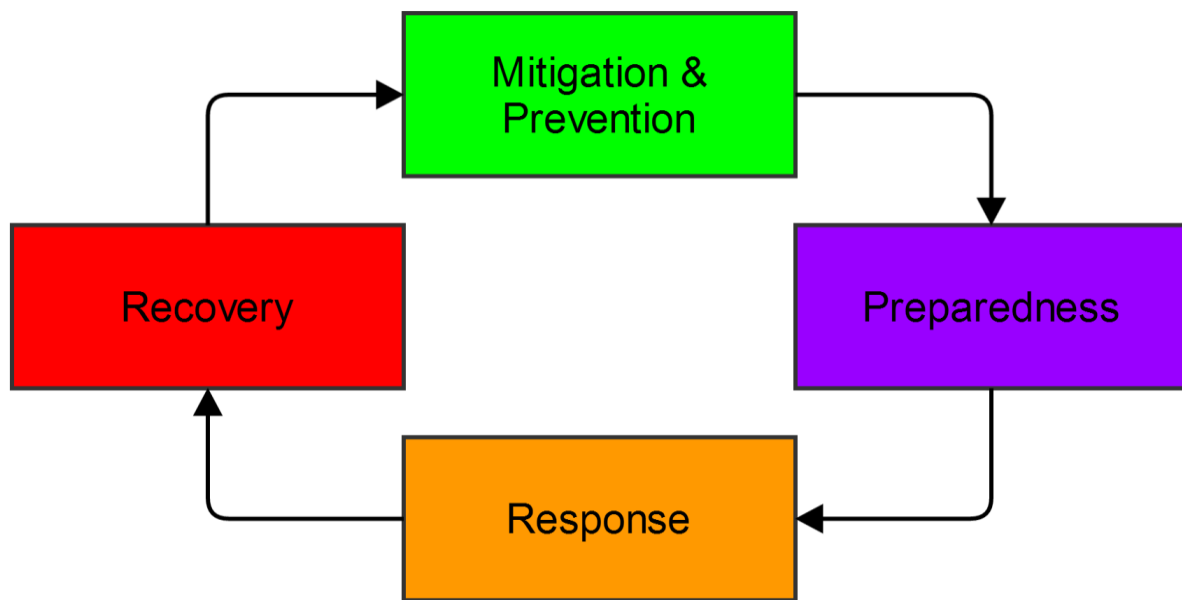 Mitigation &
Prevention
Recovery
Preparedness
Response